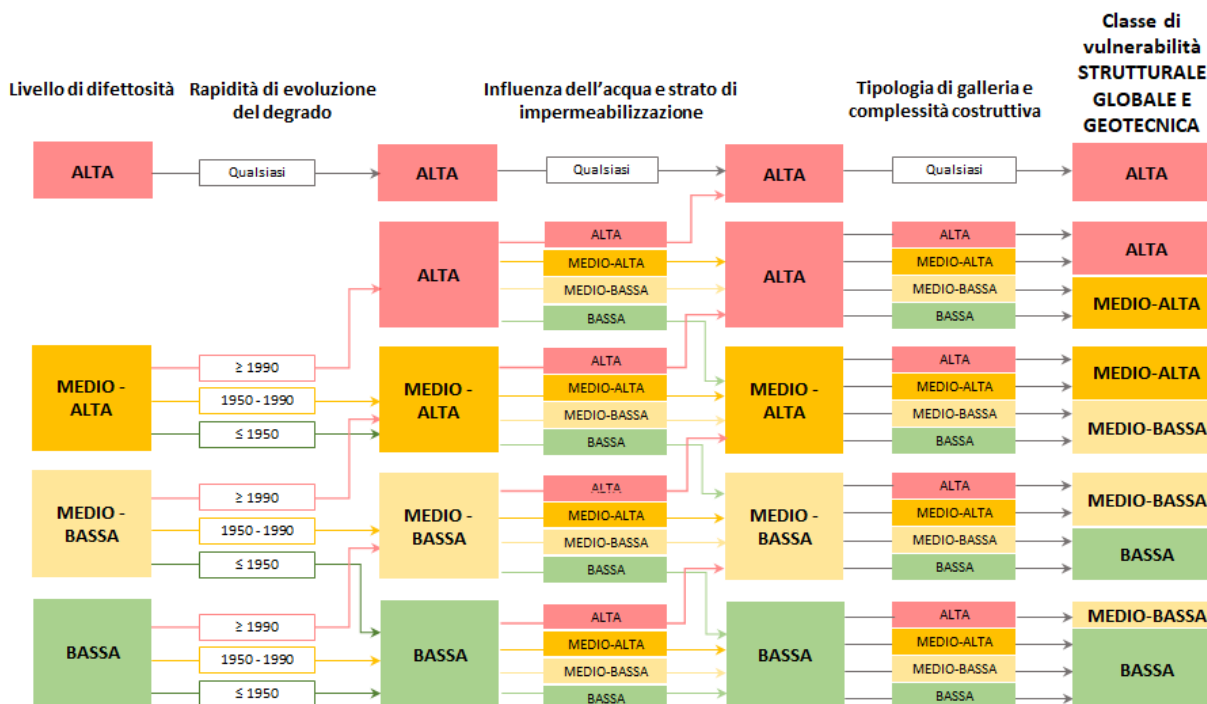 Livello di difettosità
Rapidità di evoluzione
del degrado
Influenza dell'acqua e strato di
impermeabilizzazione
Tipologia di galleria e
complessità costruttiva
Classe di
vulnerabilità
STRUTTURALE
GLOBALE E
GEOTECNICA
ALTA
Qualsiasi
ALTA
Qualsiasi
ALTA
Qualsiasi
ALTA
ALTA
ALTA
MEDIO-ALTA
MEDIO-BASSA
BASSA
ALTA
ALTA
MEDIO-ALTA
MEDIO-BASSA
BASSA
ALTA
MEDIO-ALTA
MEDIO -
ALTA
≥ 1990
1950 - 1990
≤ 1950
MEDIO -
ALTA
ALTA
MEDIO-ALTA
MEDIO-BASSA
BASSA
MEDIO -
ALTA
ALTA
MEDIO-ALTA
MEDIO-BASSA
BASSA
MEDIO-ALTA
MEDIO-BASSA
MEDIO -
BASSA
≥ 1990
1950 - 1990
≤ 1950
MEDIO -
BASSA
ALTA
MEDIO-ALTA
MEDIO-BASSA
BASSA
MEDIO -
BASSA
ALTA
MEDIO-ALTA
MEDIO-BASSA
BASSA
MEDIO-BASSA
BASSA
BASSA
≥ 1990
1950 - 1990
≤ 1950
BASSA
ALTA
MEDIO-ALTA
MEDIO-BASSA
BASSA
BASSA
ALTA
MEDIO-ALTA
MEDIO-BASSA
BASSA
MEDIO-BASSA
BASSA